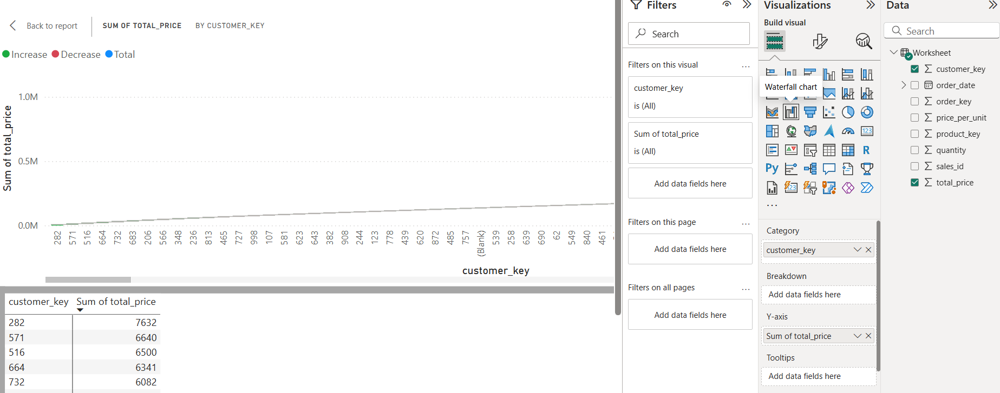 Back to report
SUM OF TOTAL_PRICE
BY CUSTOMER_KEY
Increase
Decrease
Total
Sum of total_price
1.0M
0.5M
0.0M
282
571
516
664
732
683
206
566
348
236
813
465
727
998
107
581
623
643
382
908
244
123
778
439
620
872
485
757
(Blank)
539
258
639
690
62
549
840
461
customer_key
customer_key Sum of total_price
282 7632
571 6640
516 6500
664 6341
732 6082
Filters
Search
Filters on this visual ...
customer_key
is (All)
Sum of total_price
is (All)
Add data fields here
Filters on this page ...
Add data fields here
Filters on all pages ...
Add data fields here
Visualizations
Build visual
Waterfall chart
123
R
Py
123
...
Category
customer_key
Breakdown
Add data fields here
Y-axis
Sum of total_price
Tooltips
Add data fields here
Data
Search
Worksheet
customer_key
order_date
order_key
price_per_unit
product_key
quantity
sales_id
total_price